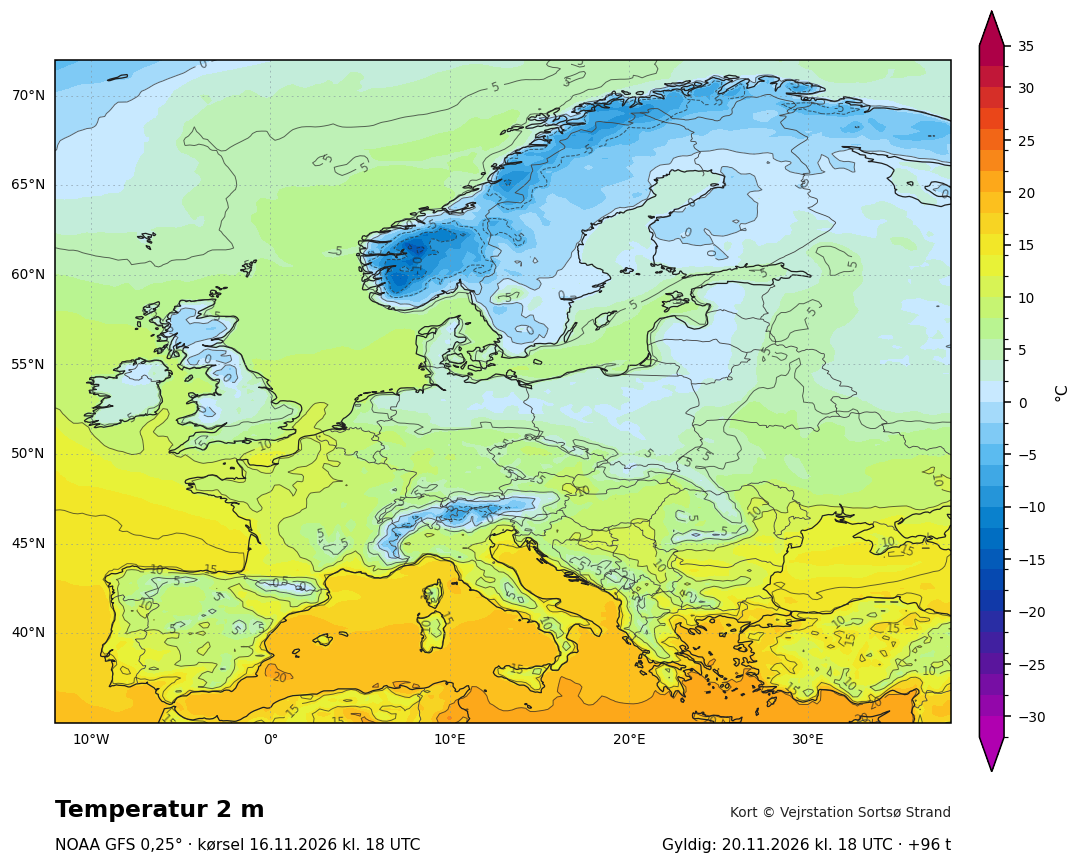 70°N
65°N
60°N
55°N
50°N
45°N
40°N
10°W
0°
10°E
20°E
30°E
35
30
25
20
15
10
5
0
−5
−10
−15
−20
−25
−30
°C
Temperatur 2 m
Kort © Vejrstation Sortsø Strand
NOAA GFS 0,25° · kørsel 16.11.2026 kl. 18 UTC
Gyldig: 20.11.2026 kl. 18 UTC · +96 t